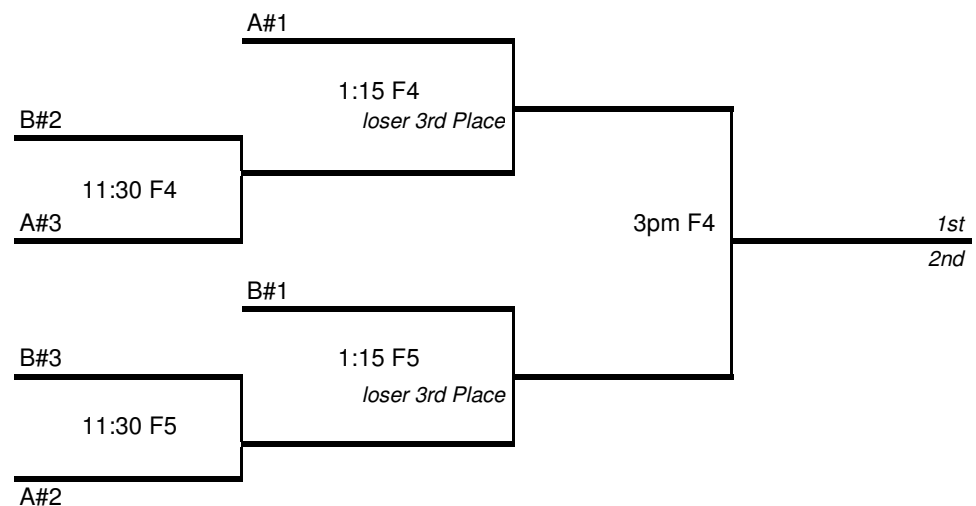 A#1
1:15 F4
loser 3rd Place
B#2
11:30 F4
A#3
3pm F4
1st
2nd
B#1
1:15 F5
loser 3rd Place
B#3
11:30 F5
A#2